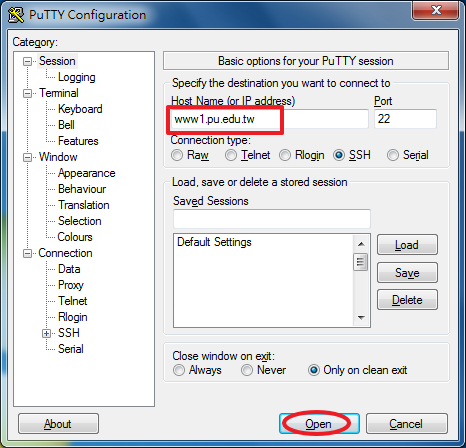 PuTTY Configuration
Category:
Session
Logging
Terminal
Keyboard
Bell
Features
Window
Appearance
Behaviour
Translation
Selection
Colours
Connection
Data
Proxy
Telnet
Rlogin
SSH
Serial
Basic options for your PuTTY session
Specify the destination you want to connect to
Host Name (or IP address) Port
www1.pu.edu.tw 22
Connection type:
Raw Telnet Rlogin SSH Serial
Load, save or delete a stored session
Saved Sessions
Default Settings
Load
Save
Delete
Close window on exit:
Always Never Only on clean exit
About Open Cancel